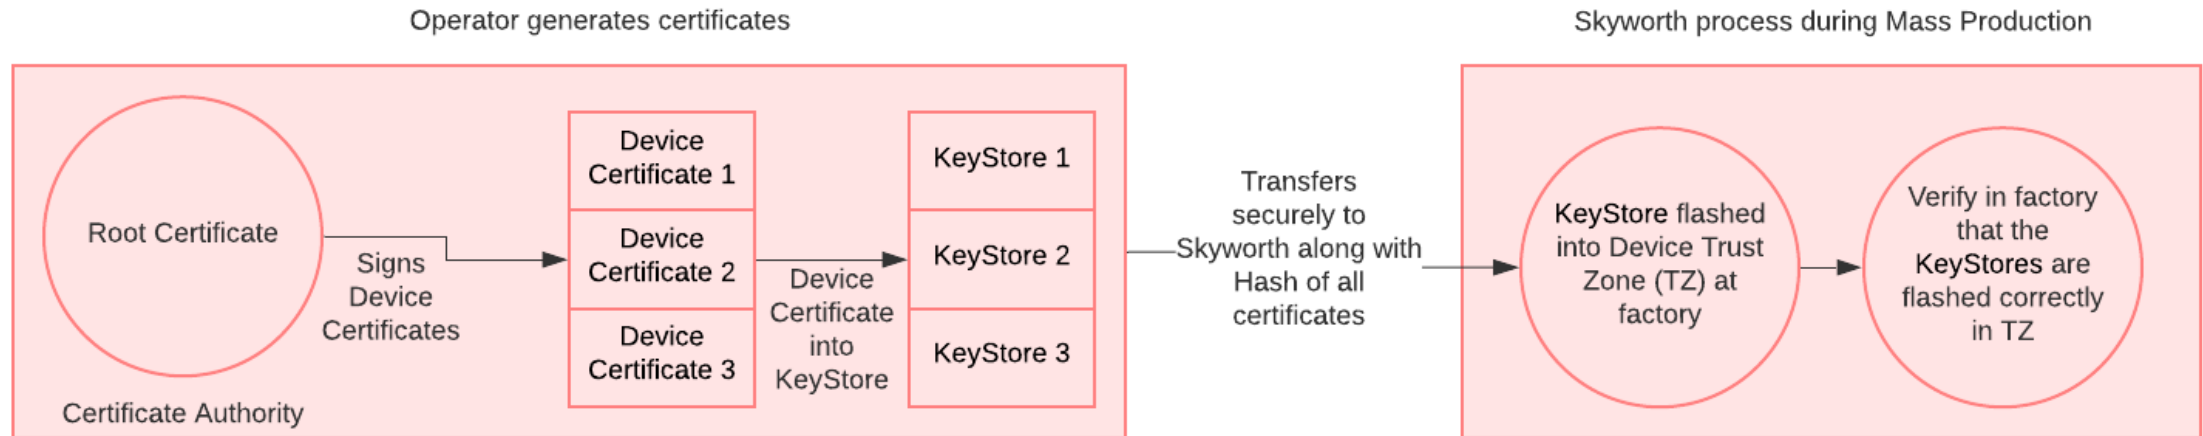 Operator generates certificates
Skyworth process during Mass Production
Root Certificate
Certificate Authority
Signs
Device
Certificates
Device
Certificate 1
Device
Certificate 2
Device
Certificate 3
Device
Certificate
into
KeyStore
KeyStore 1
KeyStore 2
KeyStore 3
Transfers
securely to
Skyworth along with
Hash of all
certificates
KeyStore flashed
into Device Trust
Zone (TZ) at
factory
Verify in factory
that the
KeyStores are
flashed correctly
in TZ